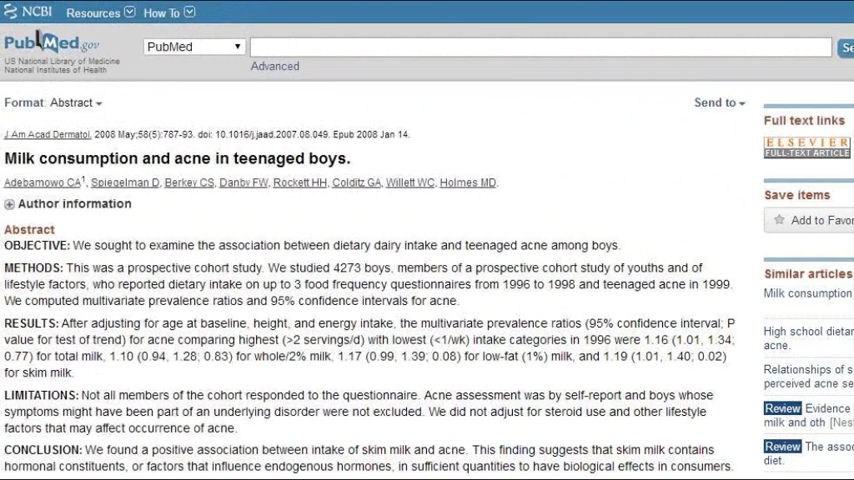 NCBI Resources How To
PubMed.gov
US National Library of Medicine
National Institutes of Health
PubMed
Advanced
Format: Abstract
Send to
J Am Acad Dermatol. 2008 May;58(5):787-93. doi: 10.1016/j.jaad.2007.08.049. Epub 2008 Jan 14.
Milk consumption and acne in teenaged boys.
Adebamowo CA1, Spiegelman D, Berkey CS, Danby FW, Rockett HH, Colditz GA, Willett WC, Holmes MD.
Author information
Abstract
OBJECTIVE: We sought to examine the association between dietary dairy intake and teenaged acne among boys.
METHODS: This was a prospective cohort study. We studied 4273 boys, members of a prospective cohort study of youths and of
lifestyle factors, who reported dietary intake on up to 3 food frequency questionnaires from 1996 to 1998 and teenaged acne in 1999.
We computed multivariate prevalence ratios and 95% confidence intervals for acne.
RESULTS: After adjusting for age at baseline, height, and energy intake, the multivariate prevalence ratios (95% confidence interval; P
value for test of trend) for acne comparing highest (>2 servings/d) with lowest (<1/wk) intake categories in 1996 were 1.16 (1.01, 1.34;
0.77) for total milk, 1.10 (0.94, 1.28; 0.83) for whole/2% milk, 1.17 (0.99, 1.39; 0.08) for low-fat (1%) milk, and 1.19 (1.01, 1.40; 0.02)
for skim milk.
LIMITATIONS: Not all members of the cohort responded to the questionnaire. Acne assessment was by self-report and boys whose
symptoms might have been part of an underlying disorder were not excluded. We did not adjust for steroid use and other lifestyle
factors that may affect occurrence of acne.
CONCLUSION: We found a positive association between intake of skim milk and acne. This finding suggests that skim milk contains
hormonal constituents, or factors that influence endogenous hormones, in sufficient quantities to have biological effects in consumers.
Full text links
ELSEVIER
FULL-TEXT ARTICLE
Save items
Add to Favor
Similar articles
Milk consumption
High school dietar
acne.
Relationships of s
perceived acne se
Review Evidence
milk and oth [Nes
Review The assoc
diet.